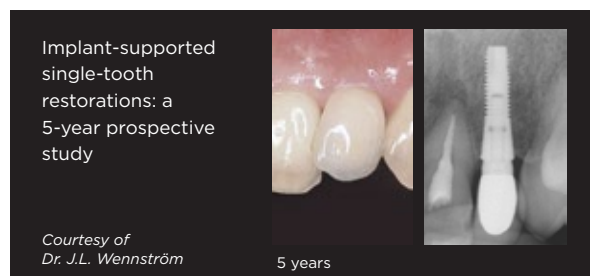 Implant-supported
single-tooth
restorations: a
5-year prospective
study
Courtesy of
Dr. J.L. Wennström
5 years